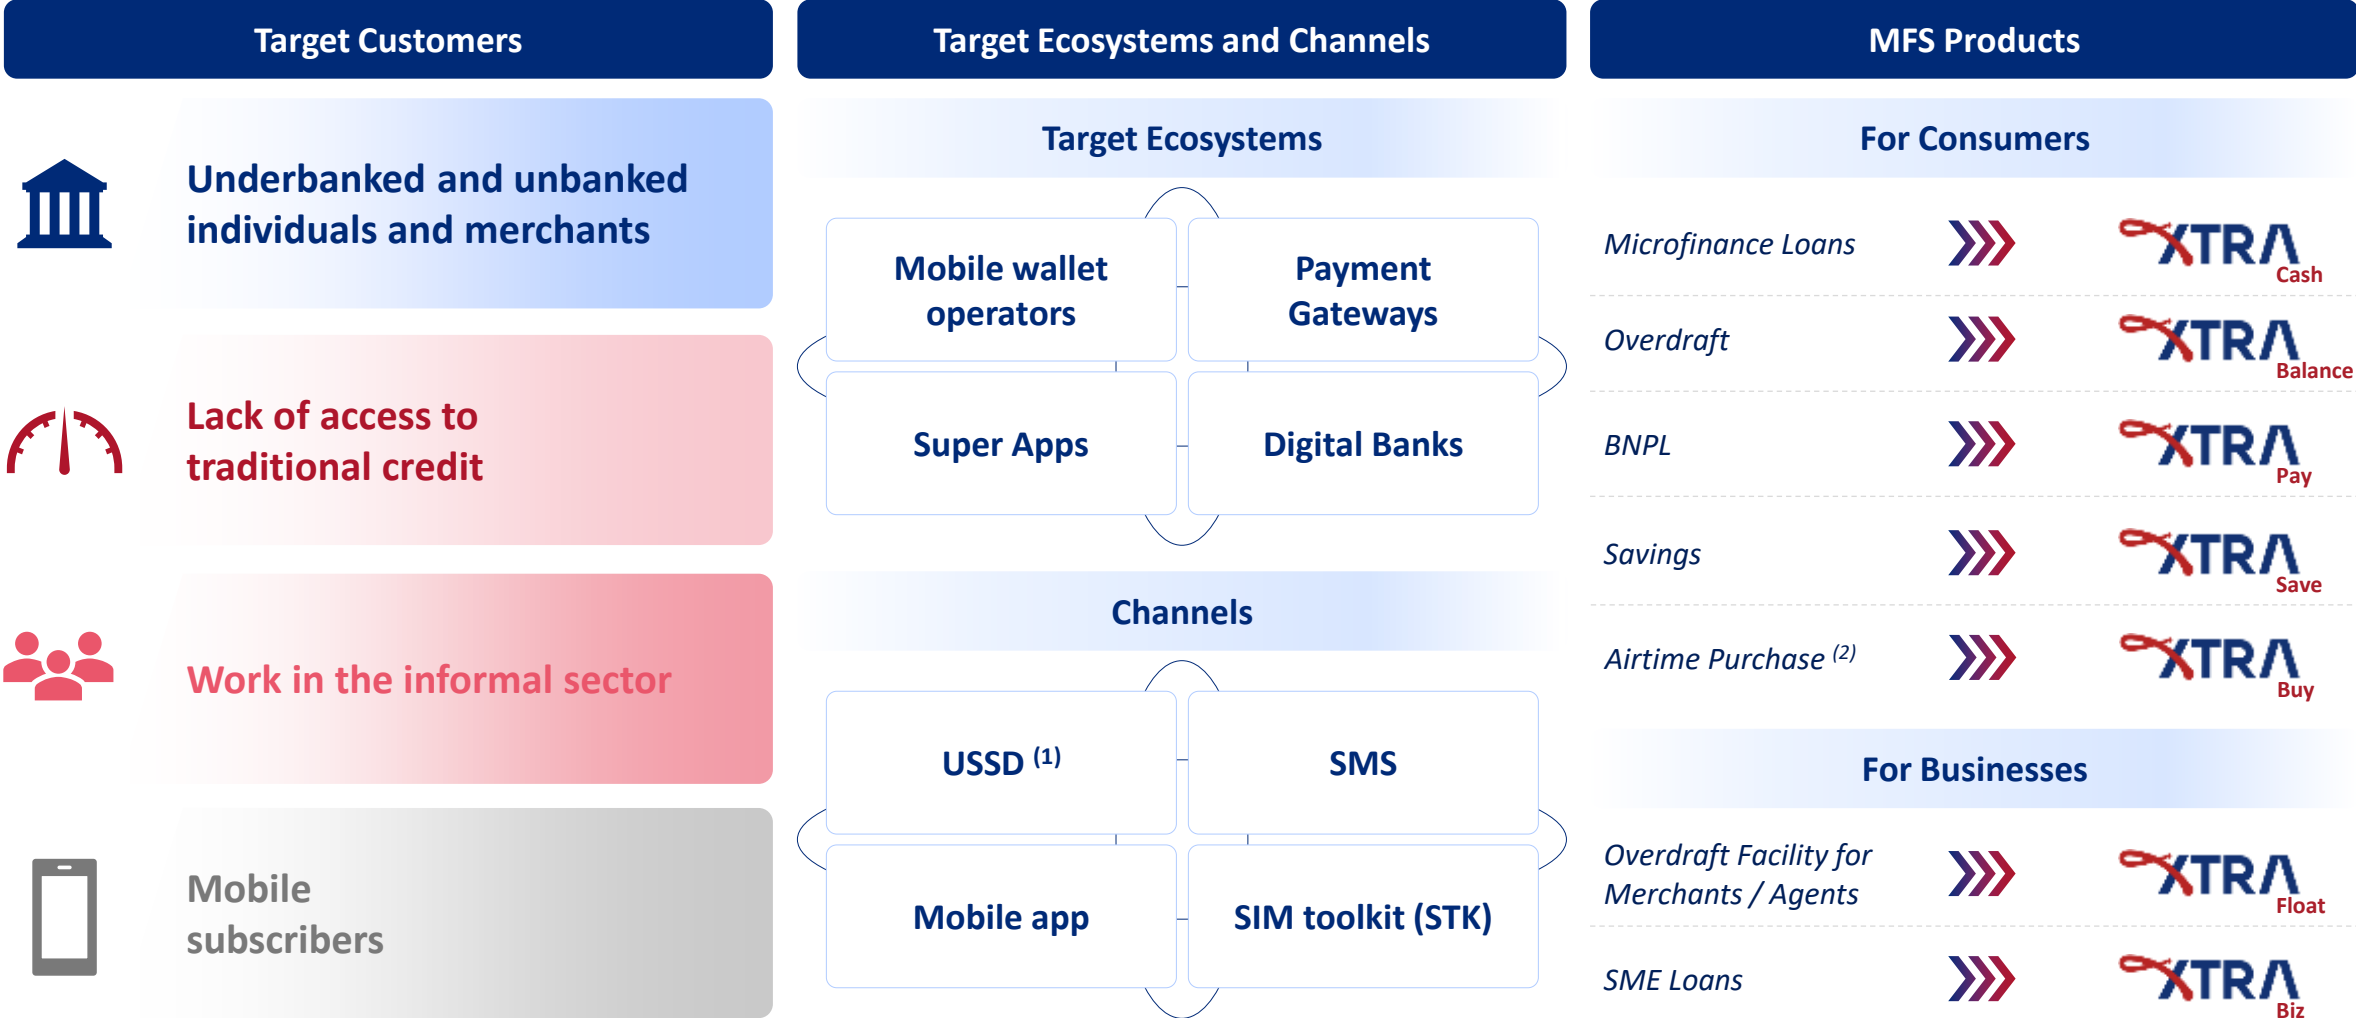 Target Customers
Underbanked and unbanked
individuals and merchants
Lack of access to
traditional credit
Work in the informal sector
Mobile
subscribers
Target Ecosystems and Channels
Target Ecosystems
Mobile wallet
operators
Payment
Gateways
Super Apps
Digital Banks
Channels
USSD (1)
SMS
Mobile app
SIM toolkit (STK)
MFS Products
For Consumers
Microfinance Loans
XTRA
Cash
Overdraft
XTRA
Balance
BNPL
XTRA
Pay
Savings
XTRA
Save
Airtime Purchase (2)
XTRA
Buy
For Businesses
Overdraft Facility for
Merchants / Agents
XTRA
Float
SME Loans
XTRA
Biz